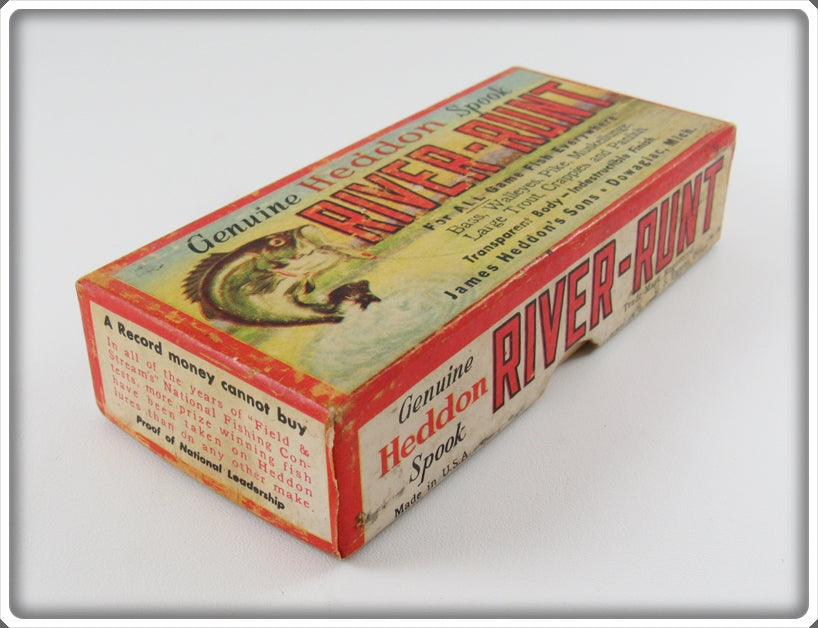 Genuine Heddon Spook
RIVER-RUNT
For ALL Game Fish Everywhere
Bass, Walleyes, Pike, Muskellunge,
Large Trout, Crappies and Panfish
Transparent Body - Indestructible Finish
James Heddon's Sons - Dowagiac, Mich.
A Record money cannot buy
In all of the years of "Field &
Stream's" National Fishing Con-
tests, more prize winning fish
have been taken on Heddon
lures than on any other make.
Proof of National Leadership
Genuine
Heddon
Spook
RIVER-RUNT
Made in U.S.A.
Trade Mark